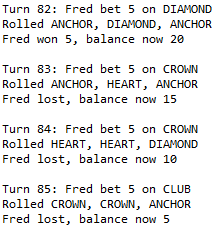 Turn 82: Fred bet 5 on DIAMOND
Rolled ANCHOR, DIAMOND, ANCHOR
Fred won 5, balance now 20

Turn 83: Fred bet 5 on CROWN
Rolled ANCHOR, HEART, ANCHOR
Fred lost, balance now 15

Turn 84: Fred bet 5 on CROWN
Rolled HEART, HEART, DIAMOND
Fred lost, balance now 10

Turn 85: Fred bet 5 on CLUB
Rolled CROWN, CROWN, ANCHOR
Fred lost, balance now 5